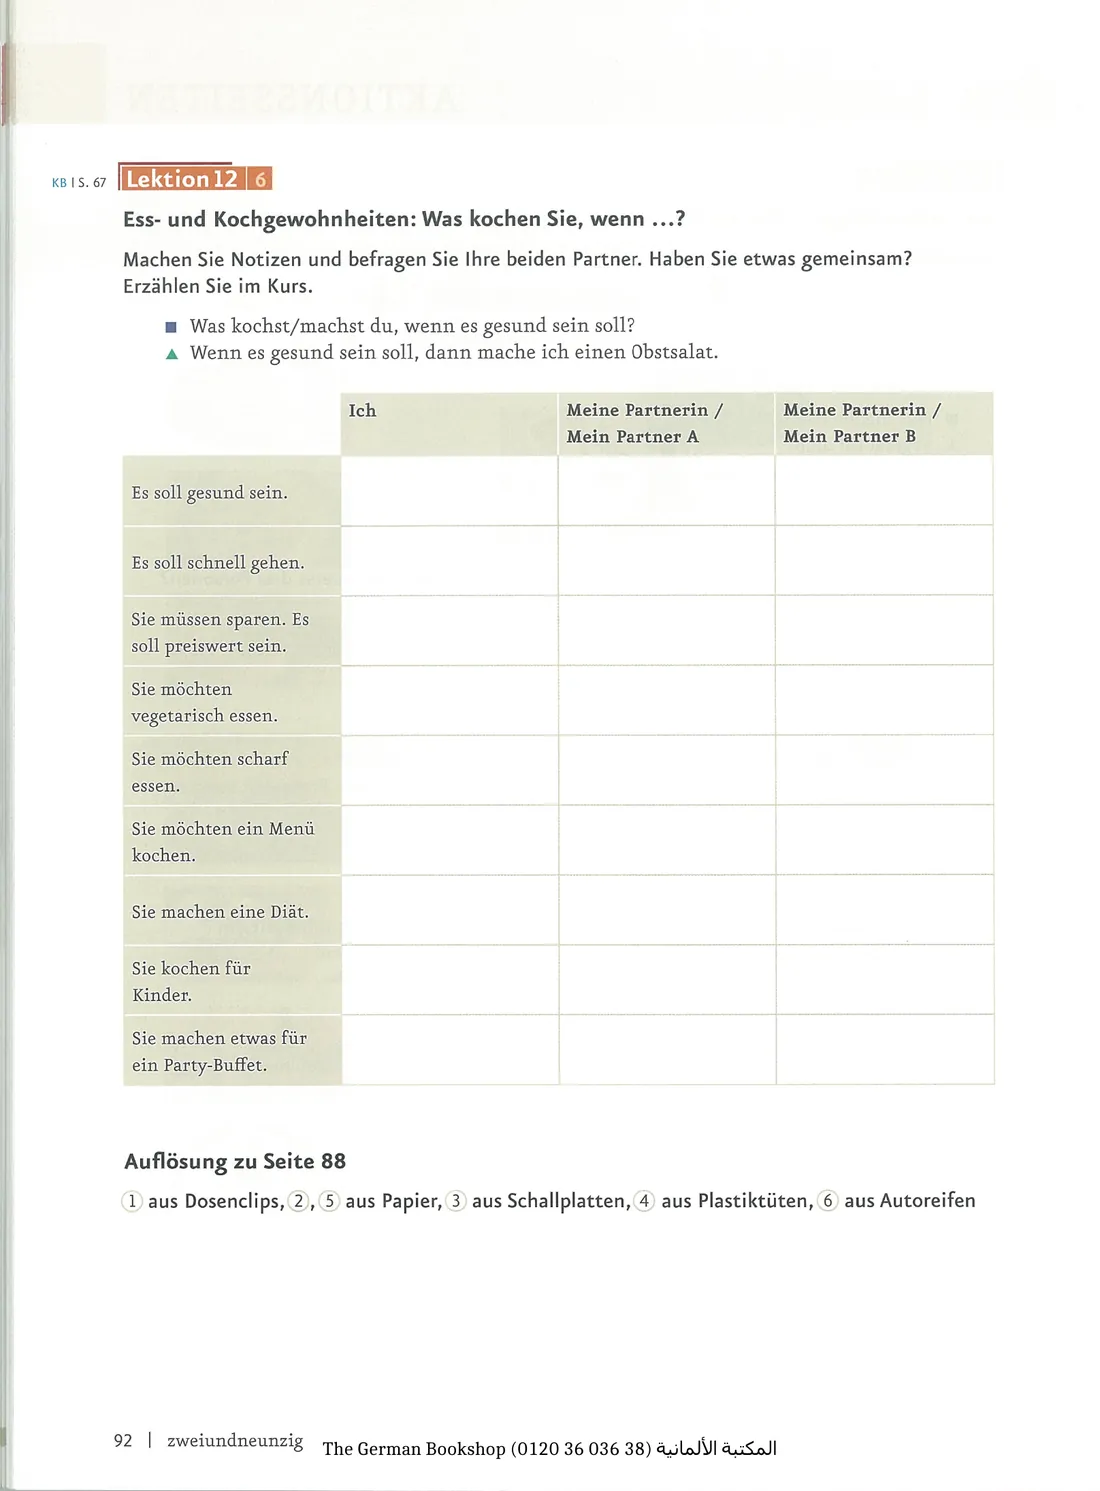 KB | S. 67 Lektion 12 6
Ess- und Kochgewohnheiten: Was kochen Sie, wenn …?
Machen Sie Notizen und befragen Sie Ihre beiden Partner. Haben Sie etwas gemeinsam?
Erzählen Sie im Kurs.
■ Was kochst/machst du, wenn es gesund sein soll?
▲ Wenn es gesund sein soll, dann mache ich einen Obstsalat.
Ich
Meine Partnerin /
Mein Partner A
Meine Partnerin /
Mein Partner B
Es soll gesund sein.
Es soll schnell gehen.
Sie müssen sparen. Es
soll preiswert sein.
Sie möchten
vegetarisch essen.
Sie möchten scharf
essen.
Sie möchten ein Menü
kochen.
Sie machen eine Diät.
Sie kochen für
Kinder.
Sie machen etwas für
ein Party-Buffet.
Auflösung zu Seite 88
① aus Dosenclips, ②, ⑤ aus Papier, ③ aus Schallplatten, ④ aus Plastiktüten, ⑥ aus Autoreifen
92 | zweiundneunzig
The German Bookshop (0120 36 036 38) المكتبة الألمانية